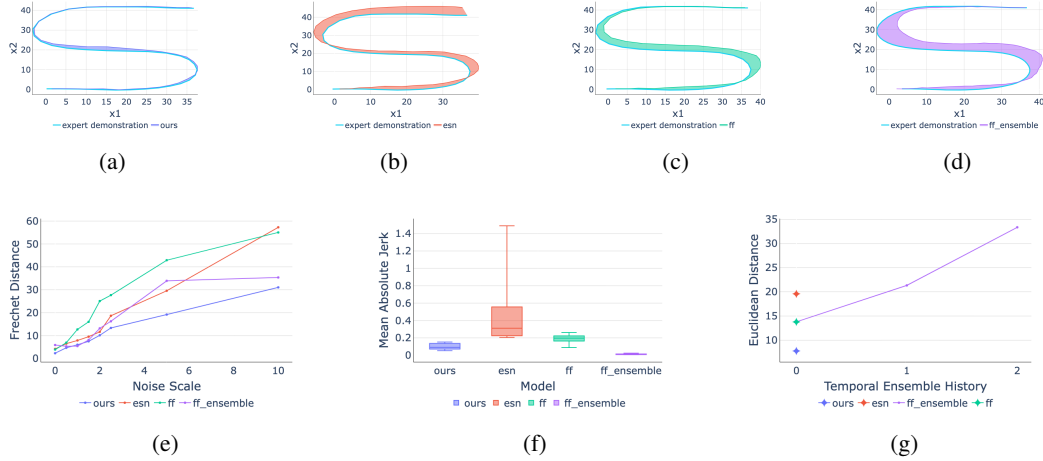 40
30
20
10
0
x2
0 5 10 15 20 25 30 35
x1
expert demonstration ours
(a)
40
30
20
10
0
x2
0 10 20 30
x1
expert demonstration esn
(b)
40
30
20
10
0
x2
0 5 10 15 20 25 30 35 40
x1
expert demonstration ff
(c)
40
30
20
10
0
x2
0 10 20 30 40
x1
expert demonstration ff_ensemble
(d)
60
50
40
30
20
10
0
Frechet Distance
0 2 4 6 8 10
Noise Scale
ours esn ff ff_ensemble
(e)
1.4
1.2
1
0.8
0.6
0.4
0.2
0
Mean Absolute Jerk
ours esn ff ff_ensemble
Model
ours esn ff ff_ensemble
(f)
35
30
25
20
15
10
Euclidean Distance
0 1 2
Temporal Ensemble History
ours esn ff_ensemble ff
(g)